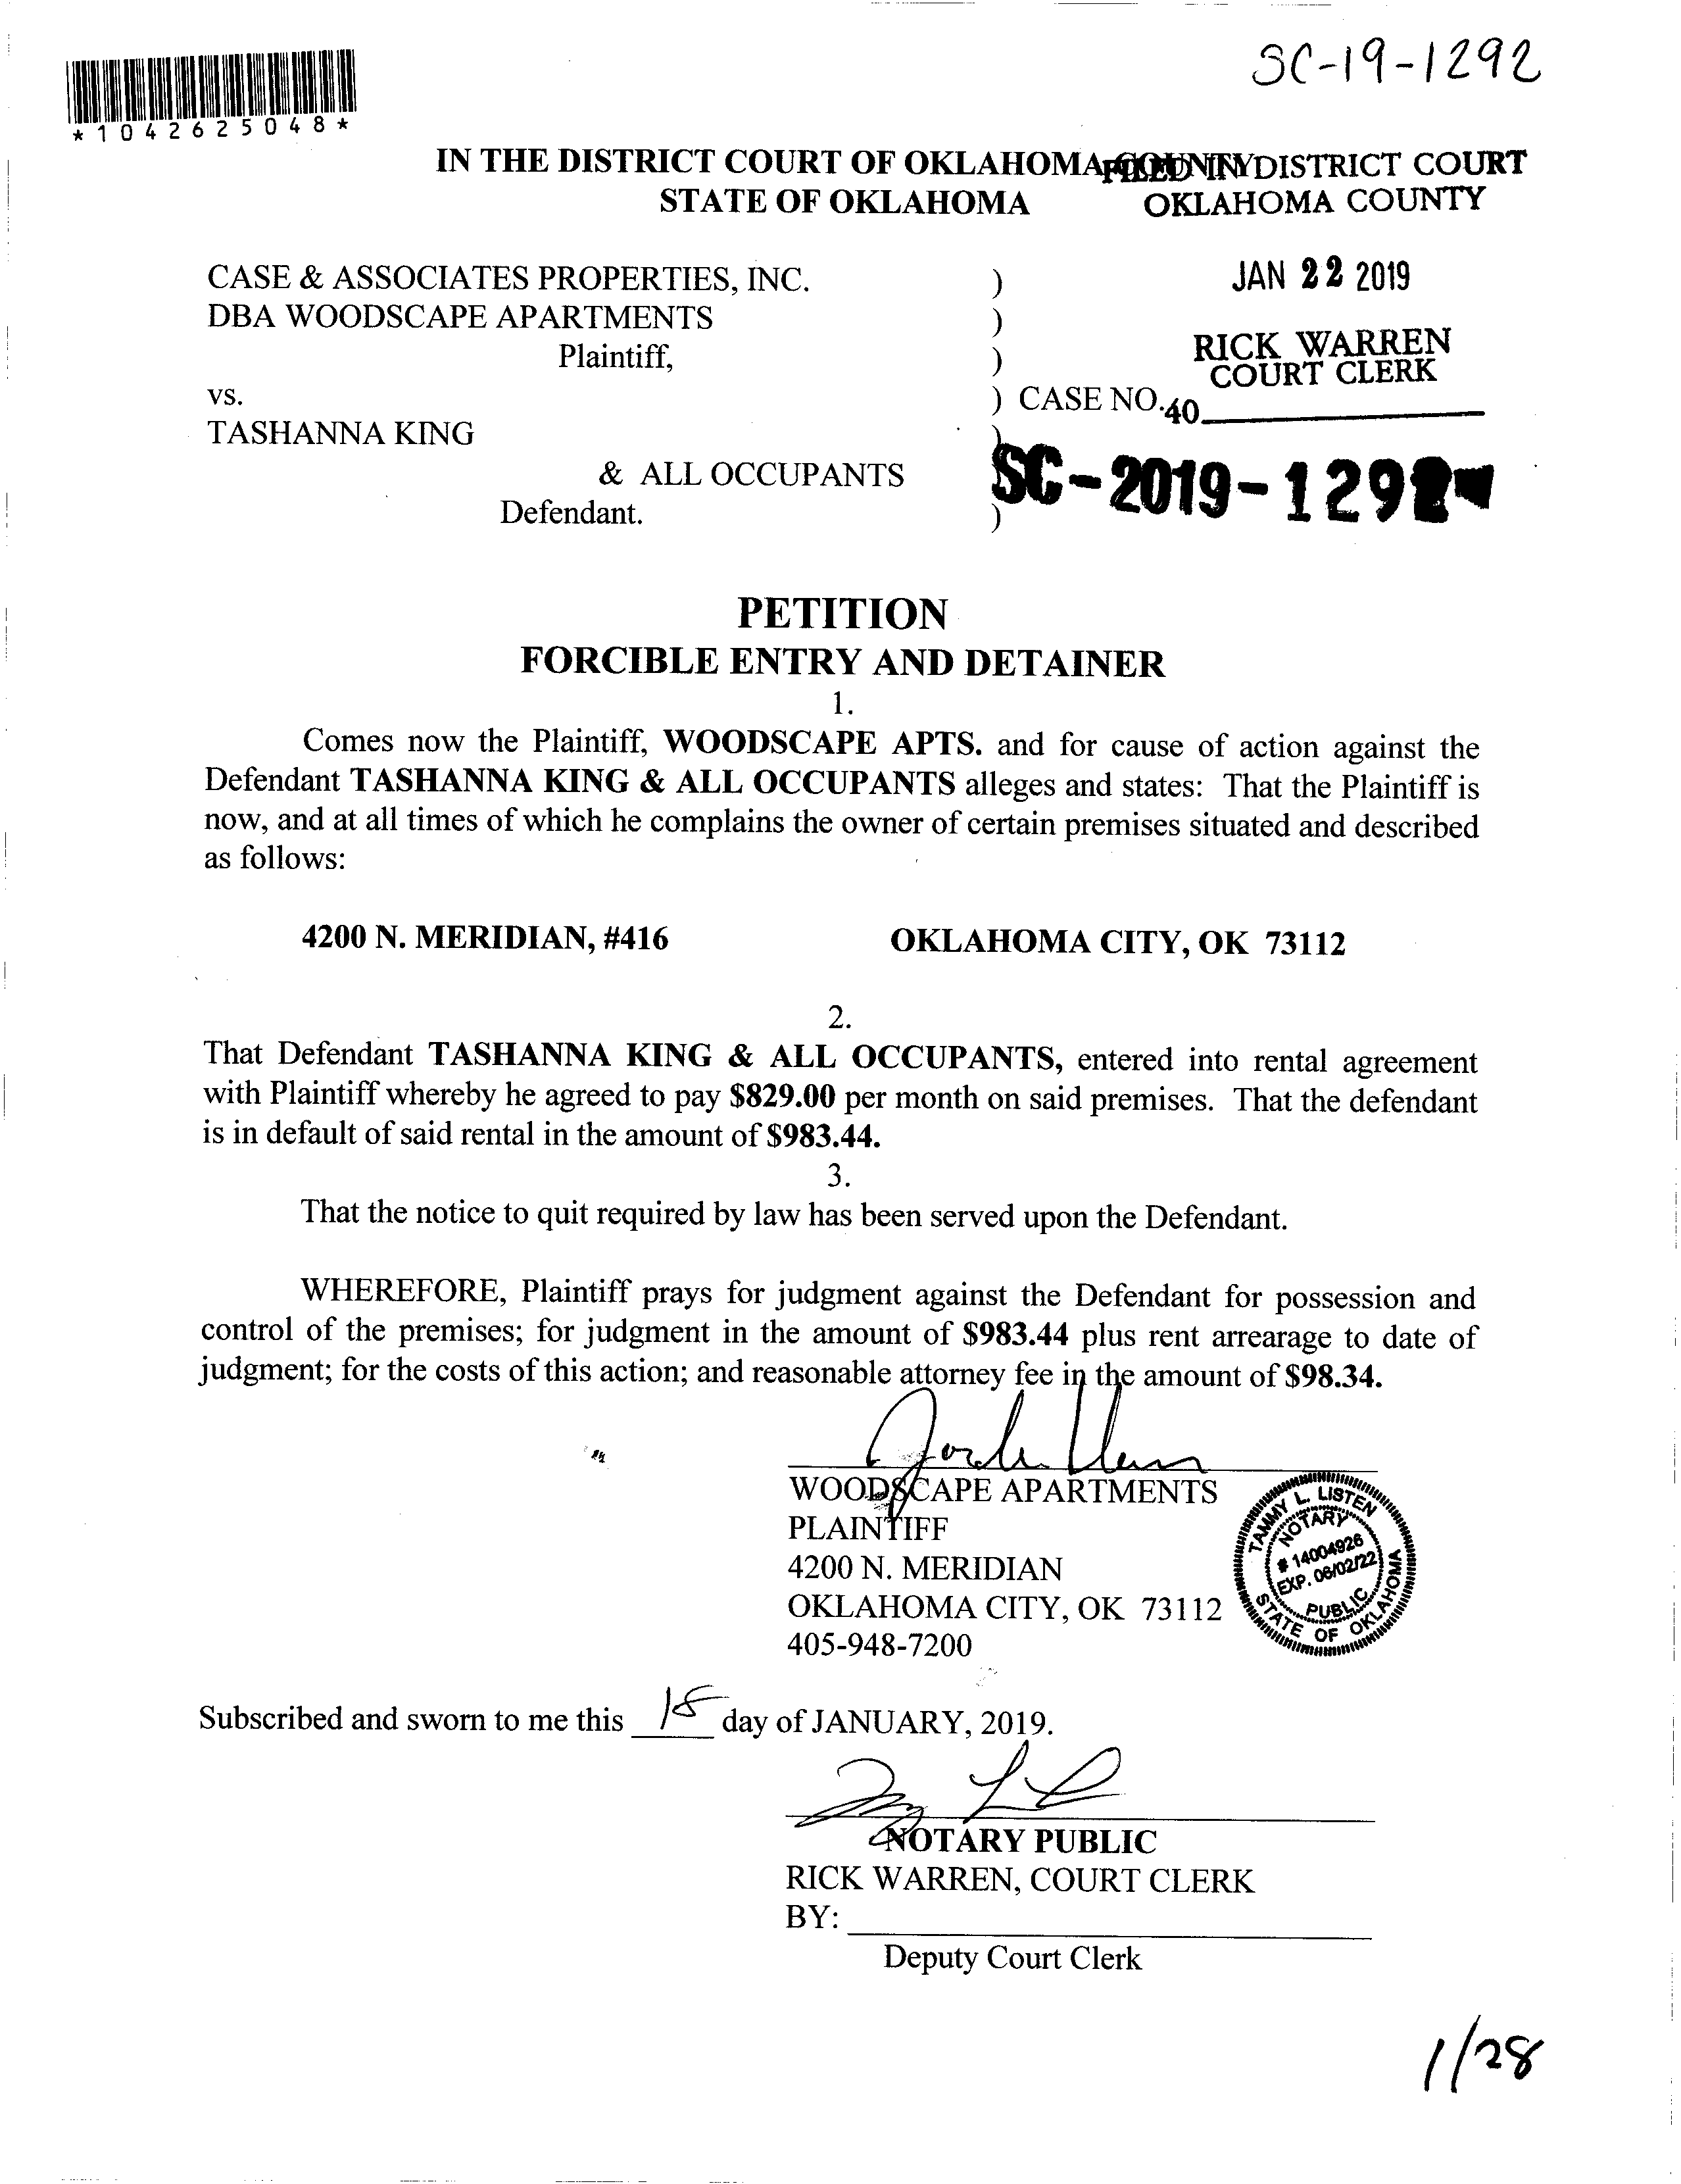 SC-19-1292
*1042625048*
IN THE DISTRICT COURT OF OKLAHOMA COUNTY
STATE OF OKLAHOMA
FILED IN DISTRICT COURT
OKLAHOMA COUNTY
JAN 22 2019
RICK WARREN
COURT CLERK
40
CASE & ASSOCIATES PROPERTIES, INC. )
DBA WOODSCAPE APARTMENTS )
Plaintiff, )
vs. ) CASE NO.
TASHANNA KING )
& ALL OCCUPANTS
Defendant. )
SC-2019-1292
PETITION
FORCIBLE ENTRY AND DETAINER
1.
Comes now the Plaintiff, WOODSCAPE APTS. and for cause of action against the
Defendant TASHANNA KING & ALL OCCUPANTS alleges and states: That the Plaintiff is
now, and at all times of which he complains the owner of certain premises situated and described
as follows:
4200 N. MERIDIAN, #416 OKLAHOMA CITY, OK 73112
2.
That Defendant TASHANNA KING & ALL OCCUPANTS, entered into rental agreement
with Plaintiff whereby he agreed to pay $829.00 per month on said premises. That the defendant
is in default of said rental in the amount of $983.44.
3.
That the notice to quit required by law has been served upon the Defendant.
WHEREFORE, Plaintiff prays for judgment against the Defendant for possession and
control of the premises; for judgment in the amount of $983.44 plus rent arrearage to date of
judgment; for the costs of this action; and reasonable attorney fee in the amount of $98.34.
WOODSCAPE APARTMENTS
PLAINTIFF
4200 N. MERIDIAN
OKLAHOMA CITY, OK 73112
405-948-7200
TAMMY L. LISTEN
NOTARY
# 14004926
EXP. 06/02/22
PUBLIC
STATE OF OKLAHOMA
Subscribed and sworn to me this 18 day of JANUARY, 2019.
NOTARY PUBLIC
RICK WARREN, COURT CLERK
BY:
Deputy Court Clerk
1/28